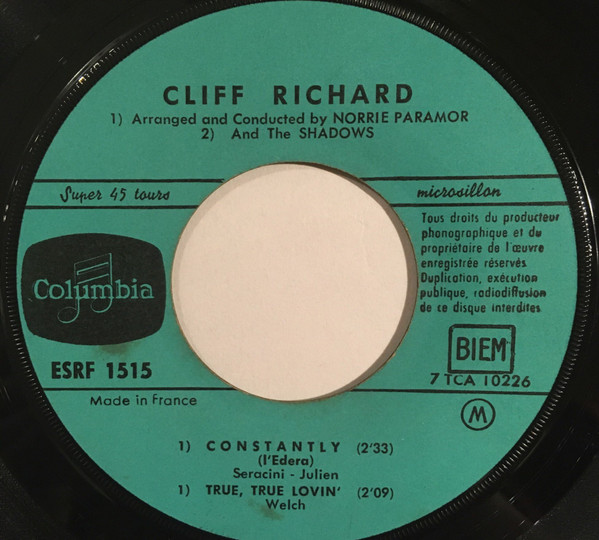 CLIFF RICHARD
1) Arranged and Conducted by NORRIE PARAMOR
2) And The SHADOWS
Super 45 tours
microsillon
Columbia
ESRF 1515
Made in France
Tous droits du producteur
phonographique et du
propriétaire de l'œuvre
enregistrée réservés.
Duplication, exécution
publique, radiodiffusion
de ce disque interdites
BIEM
7 TCA 10226
M
1) CONSTANTLY (2'33)
(l'Edera)
Seracini - Julien
1) TRUE, TRUE LOVIN' (2'09)
Welch